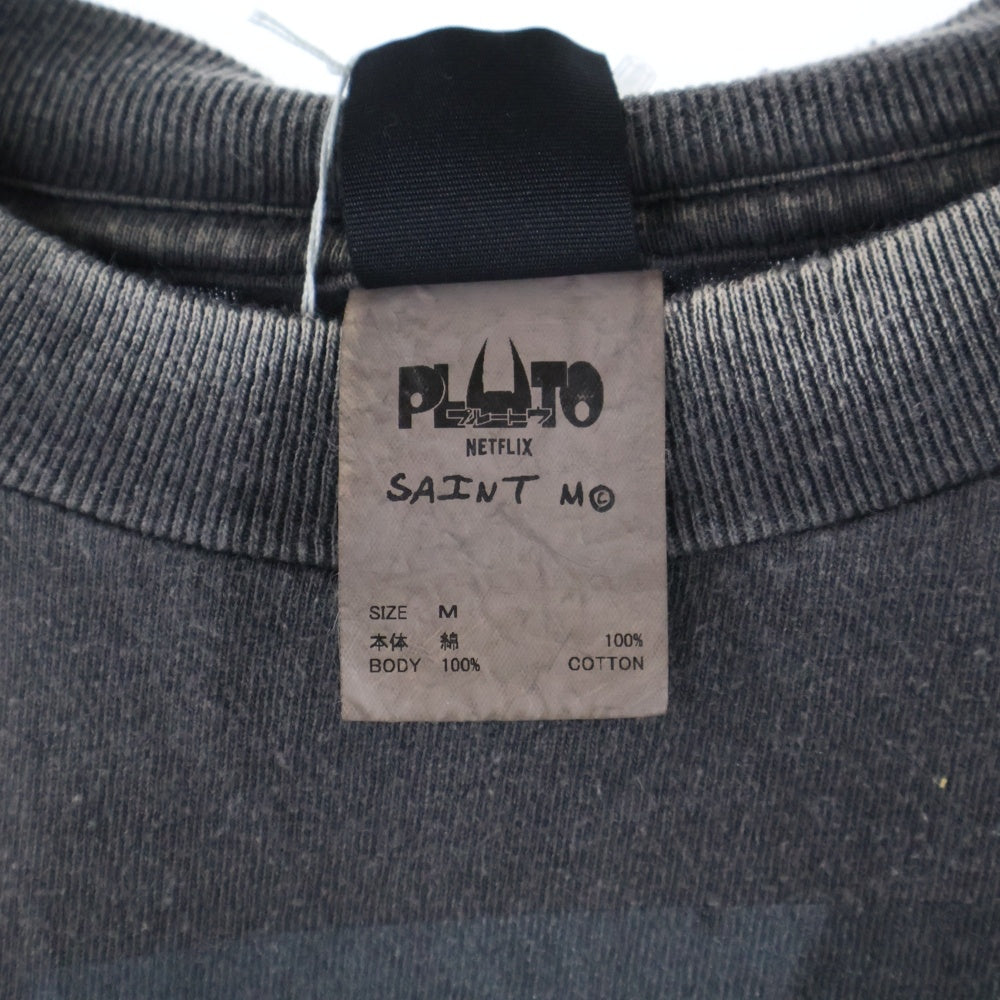 PLUTO
プルートウ
NETFLIX
SAINT M©
SIZE M
本体 綿 100%
BODY 100% COTTON